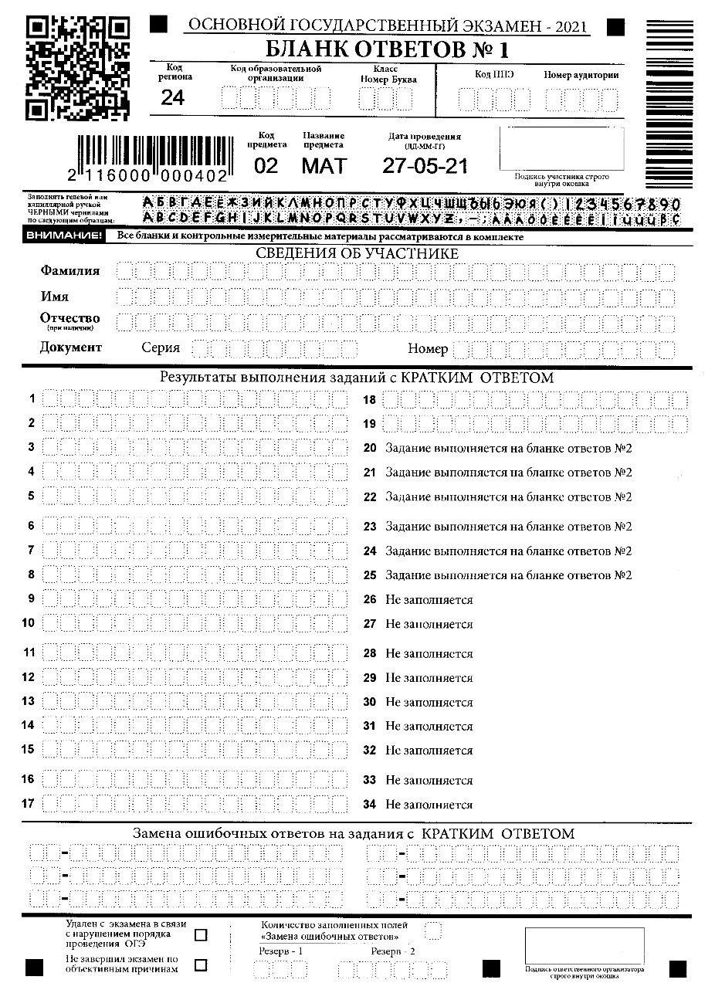 ОСНОВНОЙ ГОСУДАРСТВЕННЫЙ ЭКЗАМЕН - 2021
БЛАНК ОТВЕТОВ № 1
Код региона
Код образовательной организации
Класс
Номер Буква
Код ППЭ
Номер аудитории
24
Код предмета
Название предмета
Дата проведения
(ДД-ММ-ГГ)
02 МАТ 27-05-21
2 116000 000402
Подпись участника строго внутри окошка
Заполнять гелевой или
капиллярной ручкой
ЧЕРНЫМИ чернилами
по следующим образцам:
АБВГДЕЁЖЗИЙКЛМНОПРСТУФХЦЧШЩЪЫЬЭЮЯ()1234567890
ABCDEFGHIJKLMNOPQRSTUVWXYZ,-;
ВНИМАНИЕ! Все бланки и контрольные измерительные материалы рассматриваются в комплекте
СВЕДЕНИЯ ОБ УЧАСТНИКЕ
Фамилия
Имя
Отчество
(при наличии)
Документ Серия Номер
Результаты выполнения заданий с КРАТКИМ ОТВЕТОМ
1
2
3
4
5
6
7
8
9
10
11
12
13
14
15
16
17
18
19
20 Задание выполняется на бланке ответов №2
21 Задание выполняется на бланке ответов №2
22 Задание выполняется на бланке ответов №2
23 Задание выполняется на бланке ответов №2
24 Задание выполняется на бланке ответов №2
25 Задание выполняется на бланке ответов №2
26 Не заполняется
27 Не заполняется
28 Не заполняется
29 Не заполняется
30 Не заполняется
31 Не заполняется
32 Не заполняется
33 Не заполняется
34 Не заполняется
Замена ошибочных ответов на задания с КРАТКИМ ОТВЕТОМ
Удален с экзамена в связи
с нарушением порядка
проведения ОГЭ
Не завершил экзамен по
объективным причинам
Количество заполненных полей
«Замена ошибочных ответов»
Резерв - 1 Резерв - 2
Подпись ответственного организатора
строго внутри окошка